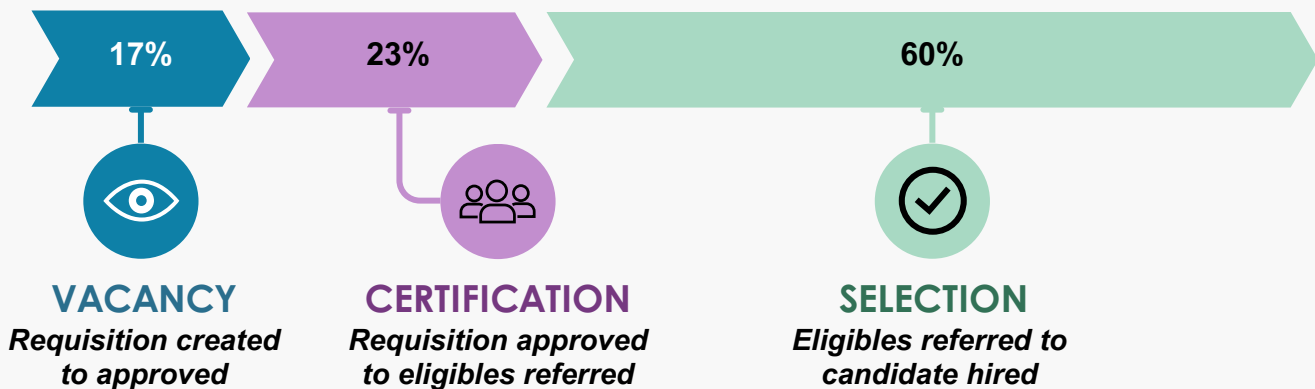 17%
23%
60%
VACANCY
Requisition created
to approved
CERTIFICATION
Requisition approved
to eligibles referred
SELECTION
Eligibles referred to
candidate hired